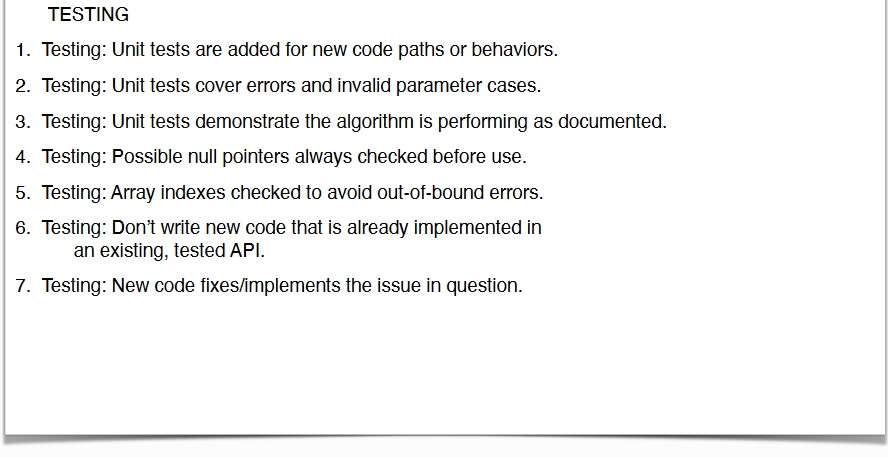 TESTING
1. Testing: Unit tests are added for new code paths or behaviors.
2. Testing: Unit tests cover errors and invalid parameter cases.
3. Testing: Unit tests demonstrate the algorithm is performing as documented.
4. Testing: Possible null pointers always checked before use.
5. Testing: Array indexes checked to avoid out-of-bound errors.
6. Testing: Don’t write new code that is already implemented in
an existing, tested API.
7. Testing: New code fixes/implements the issue in question.